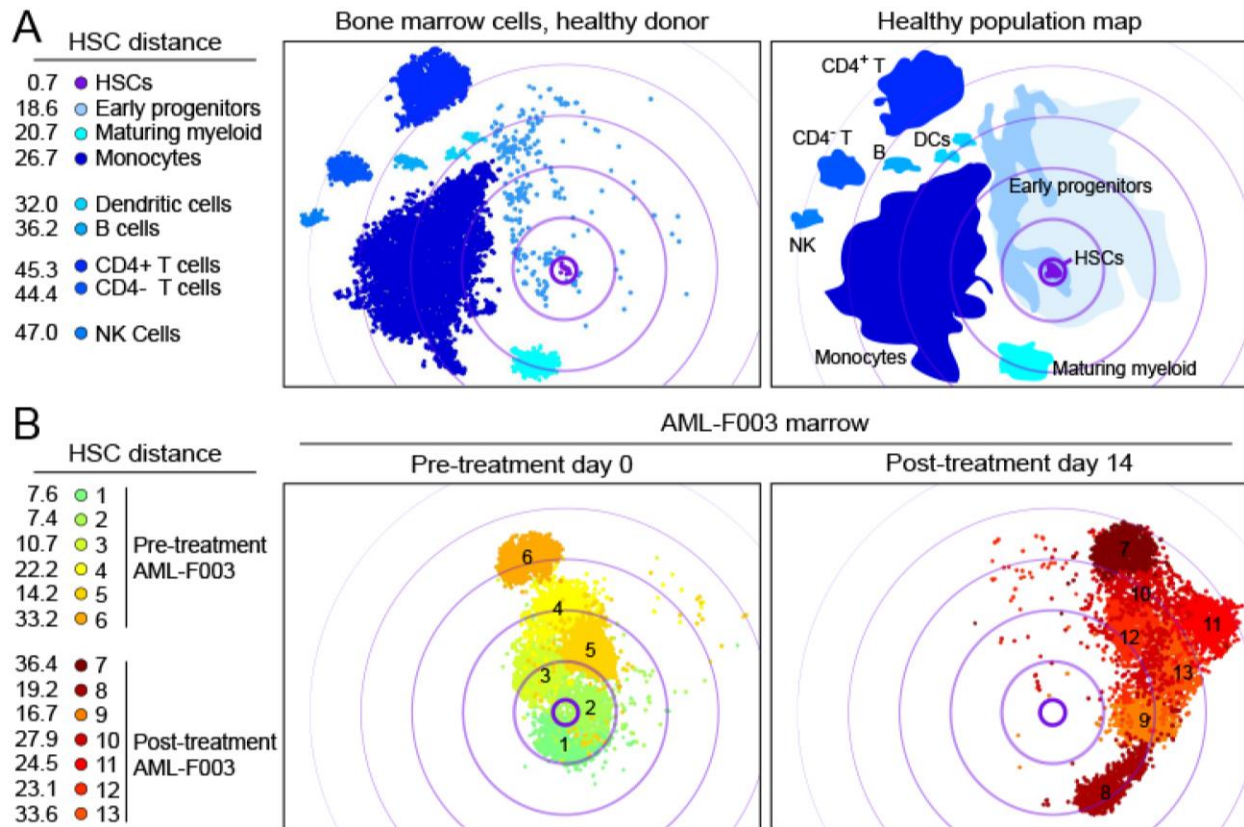 A
HSC distance
0.7 HSCs
18.6 Early progenitors
20.7 Maturing myeloid
26.7 Monocytes
32.0 Dendritic cells
36.2 B cells
45.3 CD4+ T cells
44.4 CD4- T cells
47.0 NK Cells
Bone marrow cells, healthy donor
Healthy population map
CD4+ T
CD4- T
B
DCs
NK
Early progenitors
HSCs
Monocytes
Maturing myeloid
B
HSC distance
7.6 1
7.4 2
10.7 3
22.2 4
14.2 5
33.2 6
Pre-treatment
AML-F003
36.4 7
19.2 8
16.7 9
27.9 10
24.5 11
23.1 12
33.6 13
Post-treatment
AML-F003
AML-F003 marrow
Pre-treatment day 0
6
4
5
3
2
1
Post-treatment day 14
7
10
11
12
13
9
8